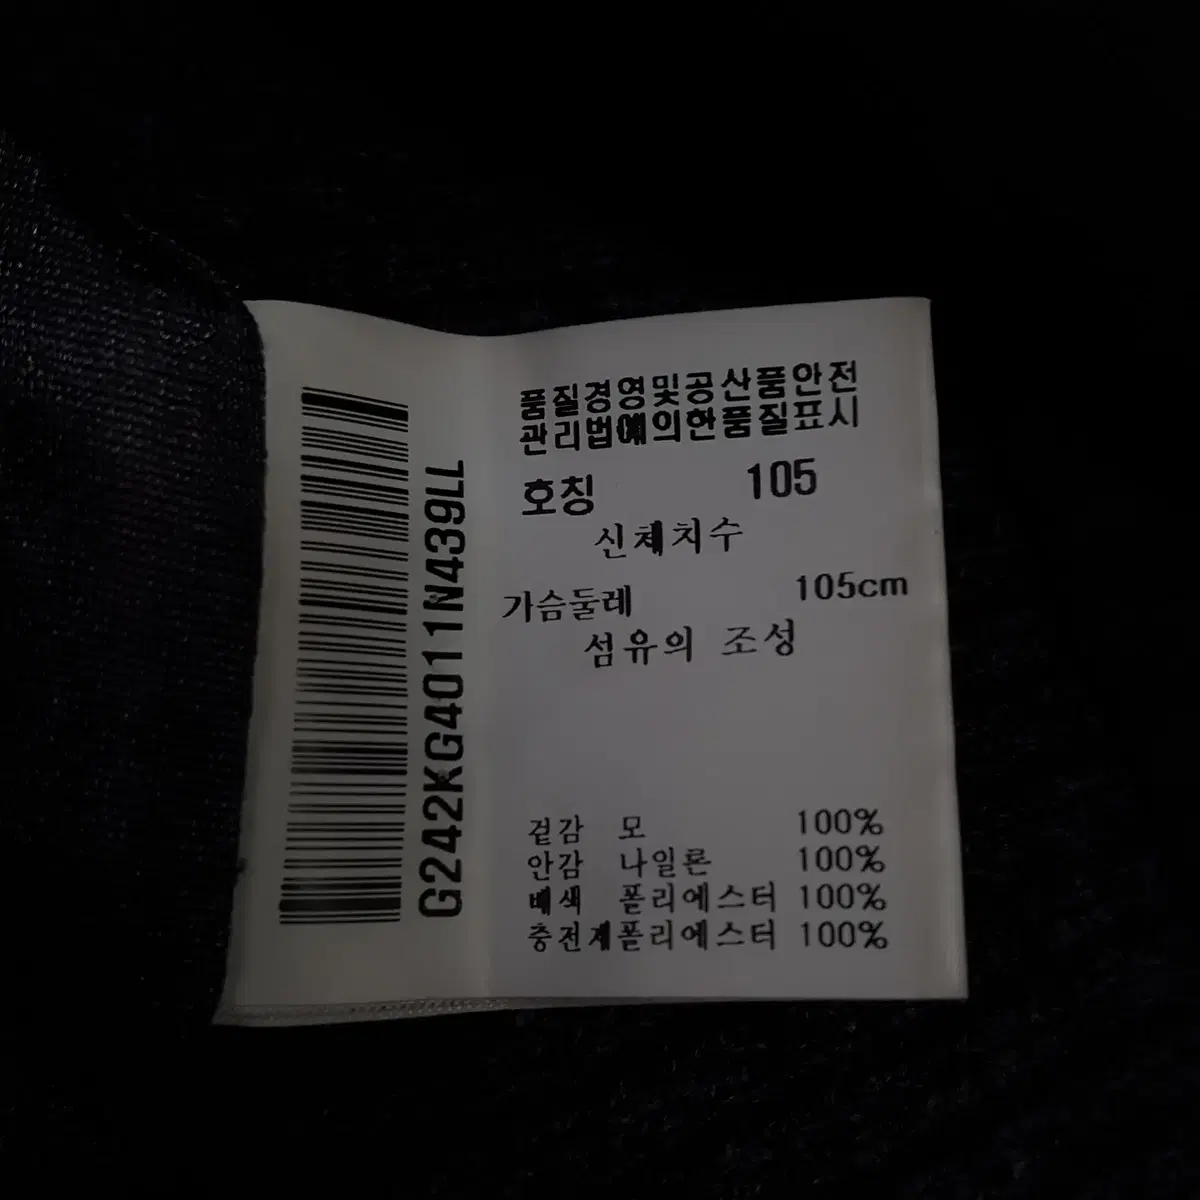 G242KG4011N439LL
품질경영및공산품안전
관리법에의한품질표시
호칭 105
신체치수
가슴둘레 105cm
섬유의 조성
겉감 모 100%
안감 나일론 100%
배색 폴리에스터 100%
충전재폴리에스터 100%